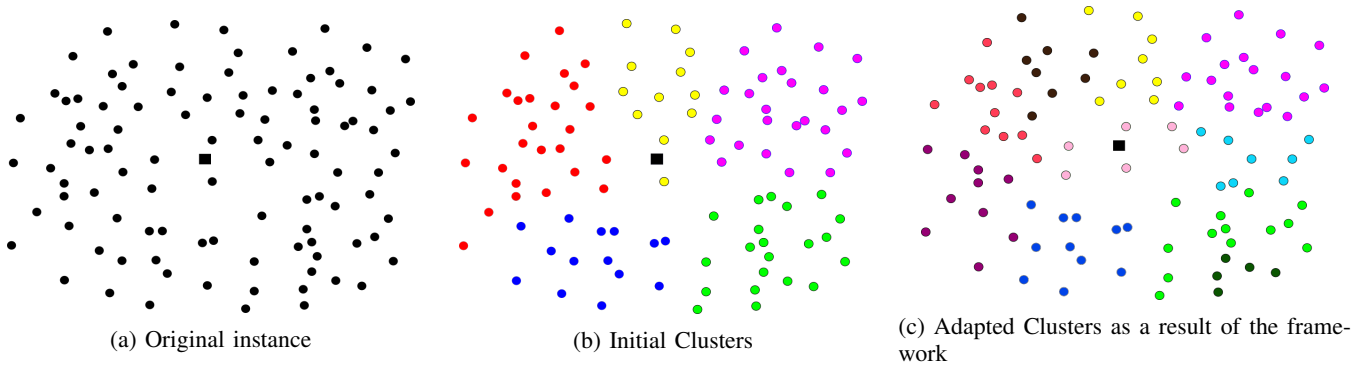 (a) Original instance
(b) Initial Clusters
(c) Adapted Clusters as a result of the frame-
work